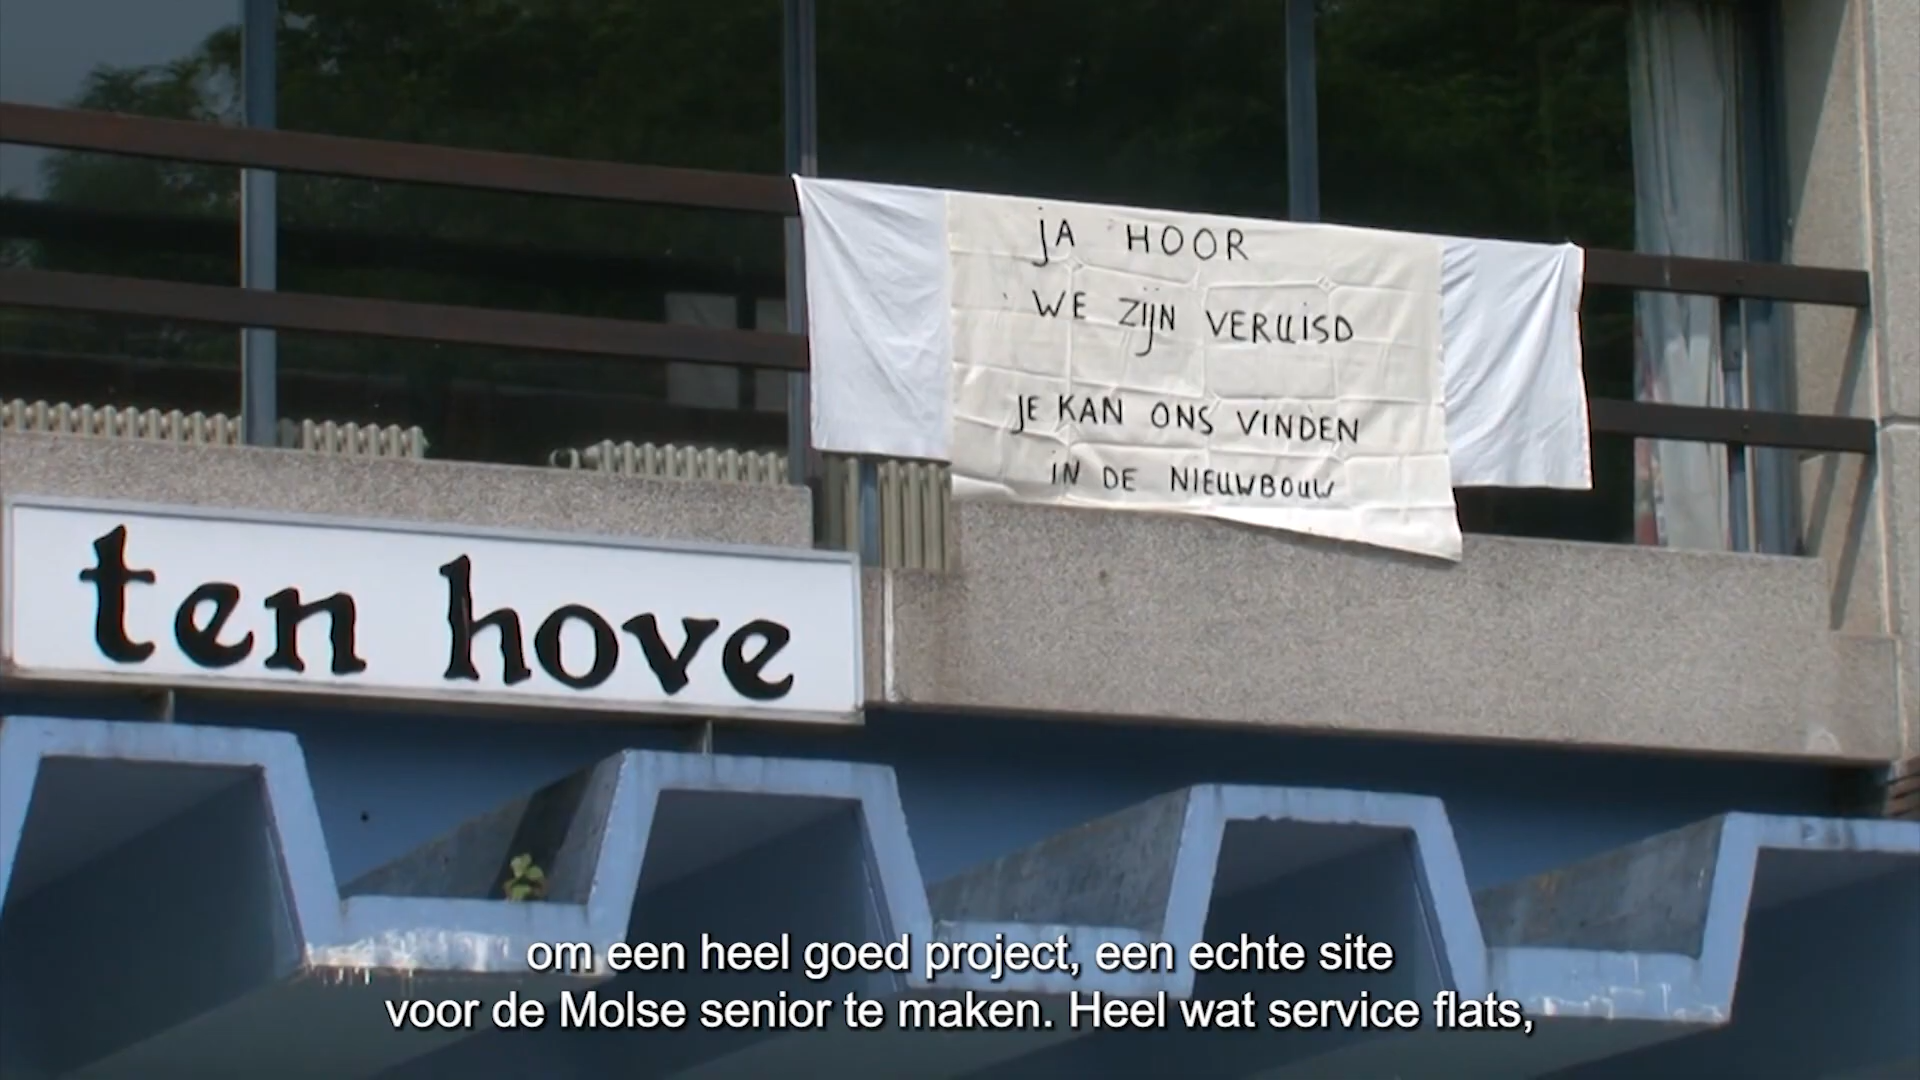 JA HOOR
WE ZIJN VERUISD
JE KAN ONS VINDEN
IN DE NIEUWBOUW
ten hove
om een heel goed project, een echte site
voor de Molse senior te maken. Heel wat service flats,